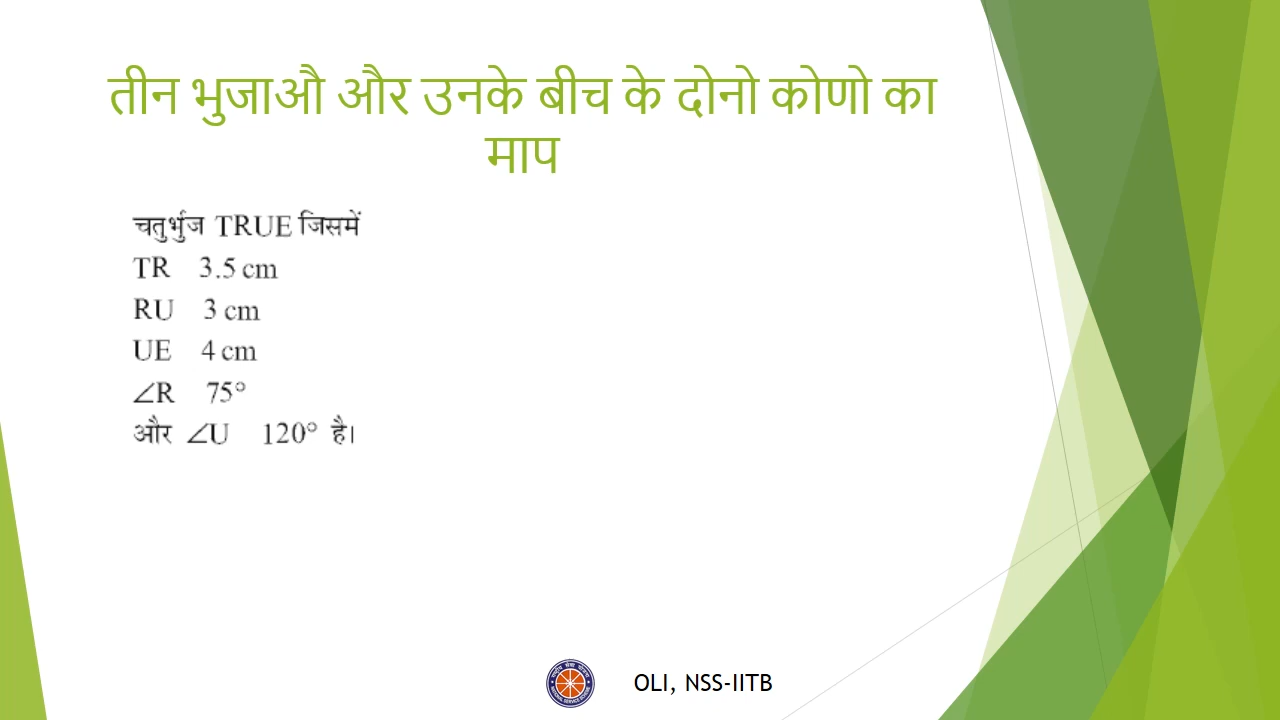 तीन भुजाऔ और उनके बीच के दोनो कोणो का
माप
चतुर्भुज TRUE जिसमें
TR 3.5 cm
RU 3 cm
UE 4 cm
∠R 75°
और ∠U 120° है।
OLI, NSS-IITB